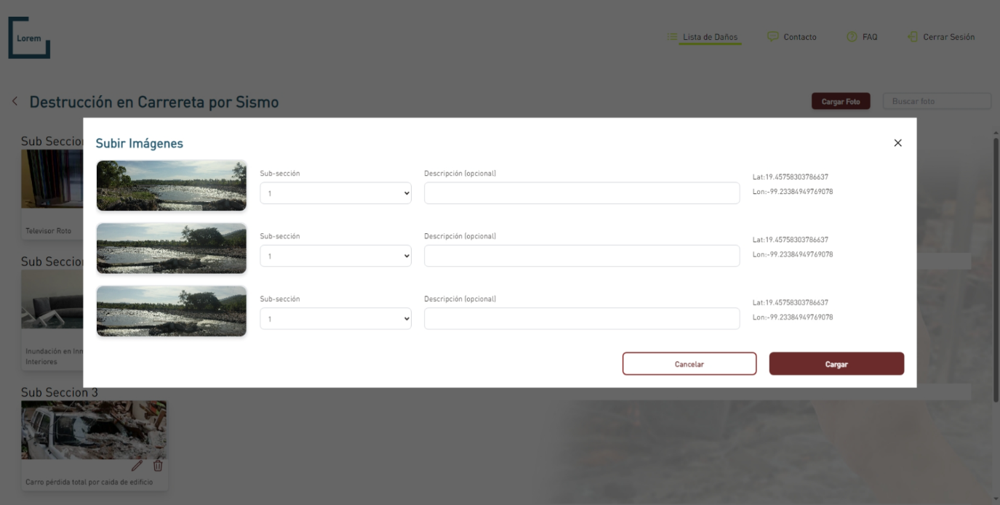 Lorem
Lista de Daños
Contacto
FAQ
Cerrar Sesión
Destrucción en Carrereta por Sismo
Cargar Foto
Buscar foto
Sub Seccion
Televisor Roto
Sub Seccion
Inundación en Inm
Interiores
Sub Seccion 3
Carro pérdida total por caida de edificio
Subir Imágenes
Sub-sección
1
Descripción (opcional)
Lat:19.45758303786637
Lon:-99.23384949769078
Sub-sección
1
Descripción (opcional)
Lat:19.45758303786637
Lon:-99.23384949769078
Sub-sección
1
Descripción (opcional)
Lat:19.45758303786637
Lon:-99.23384949769078
Cancelar
Cargar